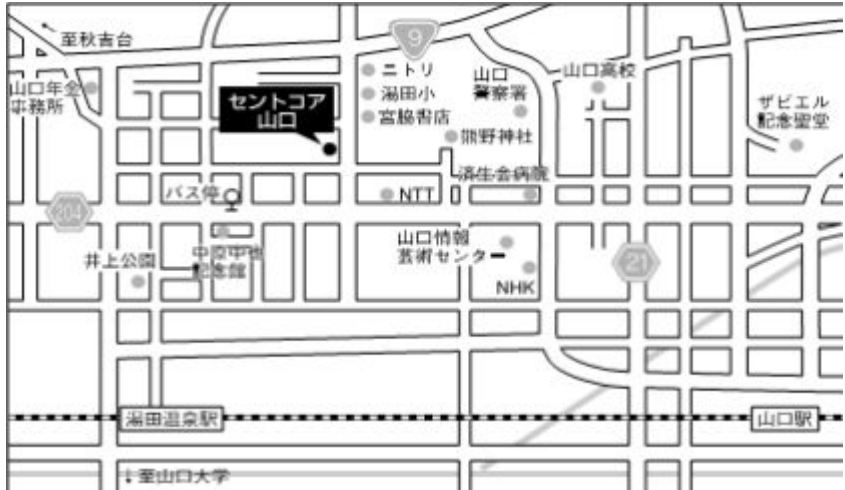 至秋吉台
9
ニトリ
湯田小
宮脇書店
山口
警察署
山口高校
山口年金
事務所
セントコア
山口
ザビエル
記念聖堂
熊野神社
済生会病院
バス停
NTT
204
中原中也
記念館
山口情報
芸術センター
井上公園
21
NHK
湯田温泉駅
山口駅
↓至山口大学